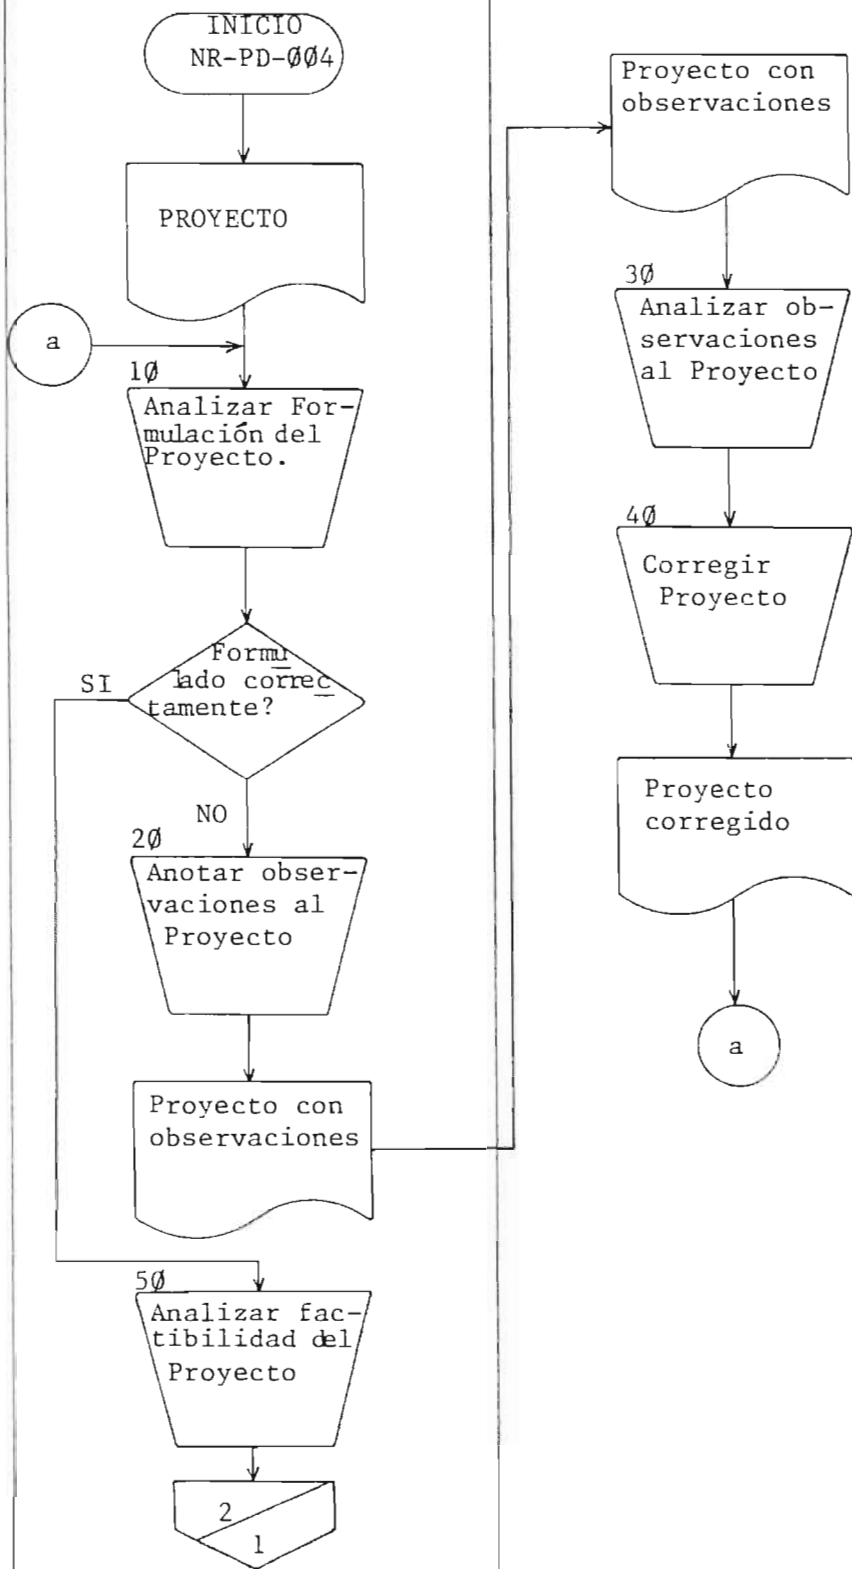 INICIO
NR-PD-ØØ4
PROYECTO
a
1Ø
Analizar For-
mulación del
Proyecto.
Formu
lado correc
tamente?
SI
NO
2Ø
Anotar obser-
vaciones al
Proyecto
Proyecto con
observaciones
5Ø
Analizar fac-
tibilidad del
Proyecto
2
1
Proyecto con
observaciones
3Ø
Analizar ob-
servaciones
al Proyecto
4Ø
Corregir
Proyecto
Proyecto
corregido
a